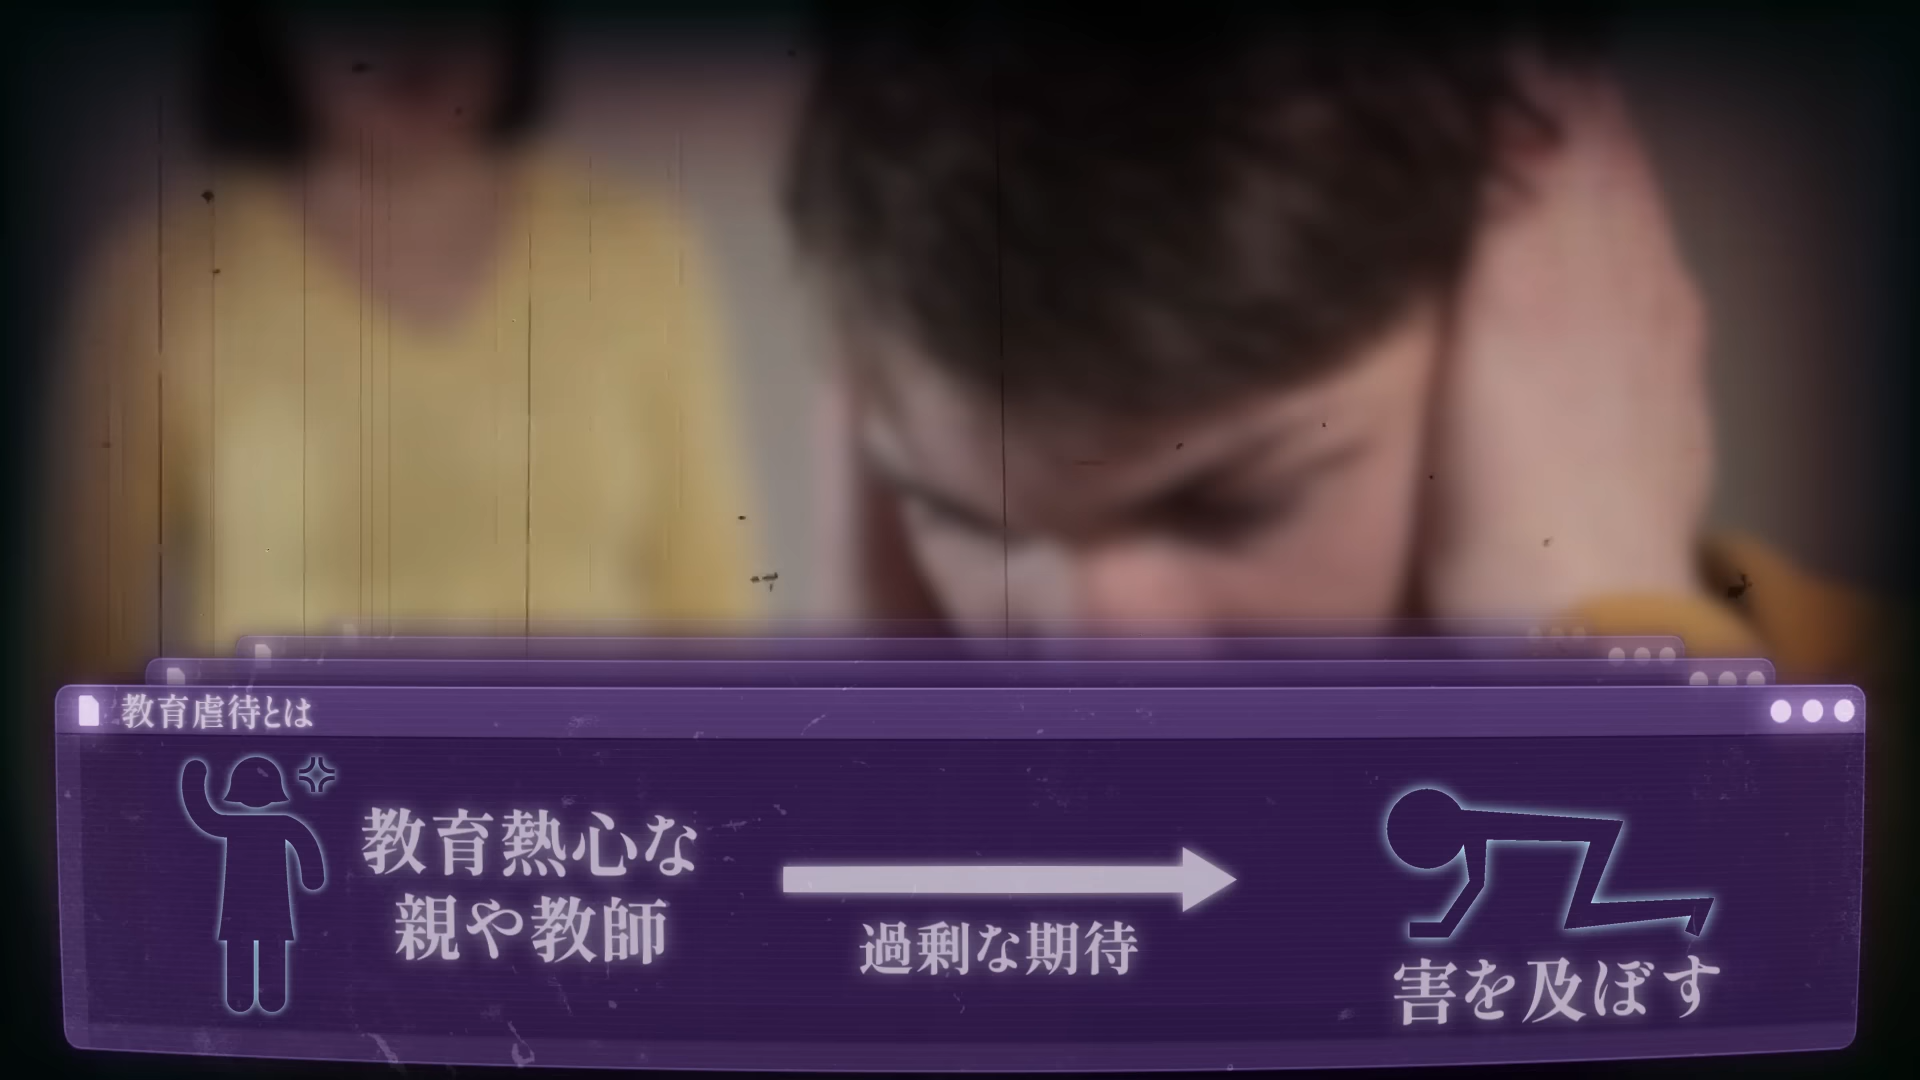 教育虐待とは
教育熱心な
親や教師
過剰な期待
害を及ぼす